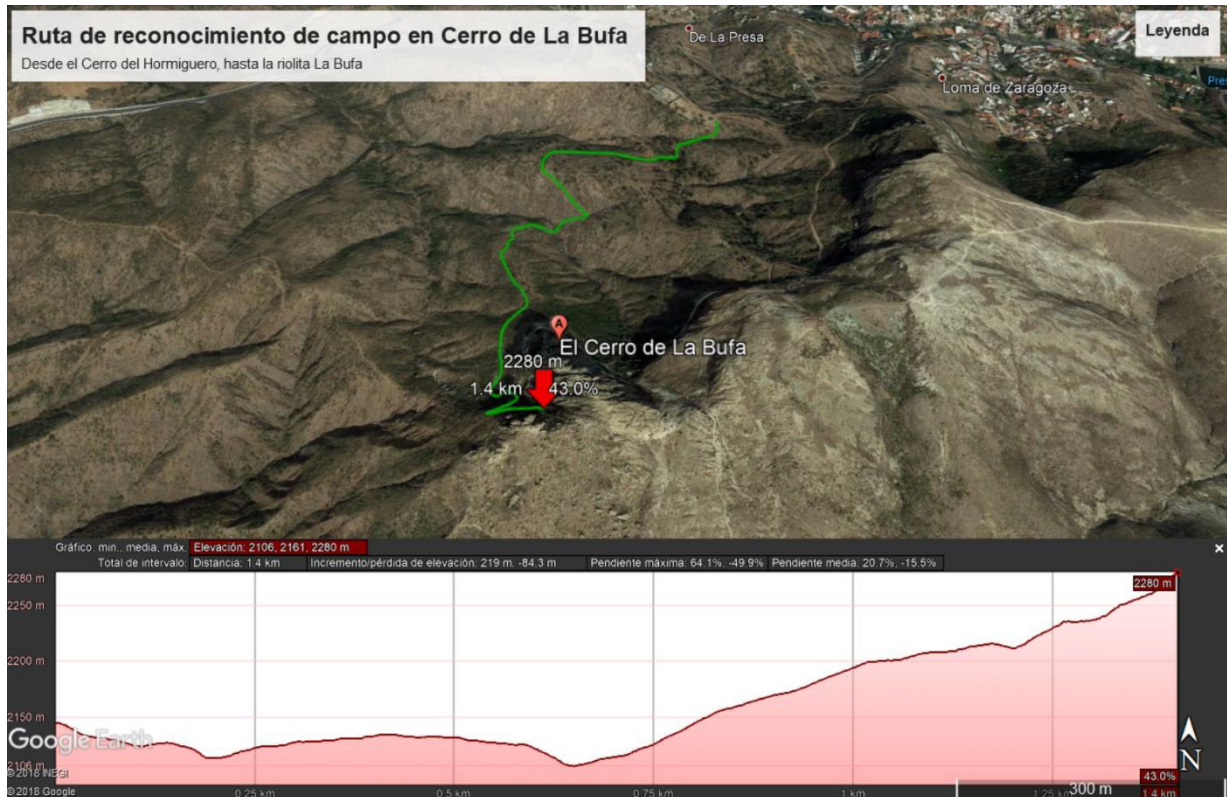 Ruta de reconocimiento de campo en Cerro de La Bufa
Desde el Cerro del Hormiguero, hasta la riolita La Bufa
Leyenda
De La Presa
Loma de Zaragoza
Pre
A
El Cerro de La Bufa
2280 m
1.4 km 43.0%
Gráfico: min., media, máx. Elevación: 2106, 2161, 2280 m
Total de intervalo: Distancia: 1.4 km Incremento/pérdida de elevación: 219 m. -84.3 m Pendiente máxima: 64.1%, -49.9% Pendiente media: 20.7%, -15.5%
2280 m
2280 m
2250 m
2200 m
2150 m
2106 m
Google Earth
© 2018 INEGI
© 2018 Google
0.25 km 0.5 km 0.75 km 1 km 1.25 km 1.4 km
300 m
43.0%
N